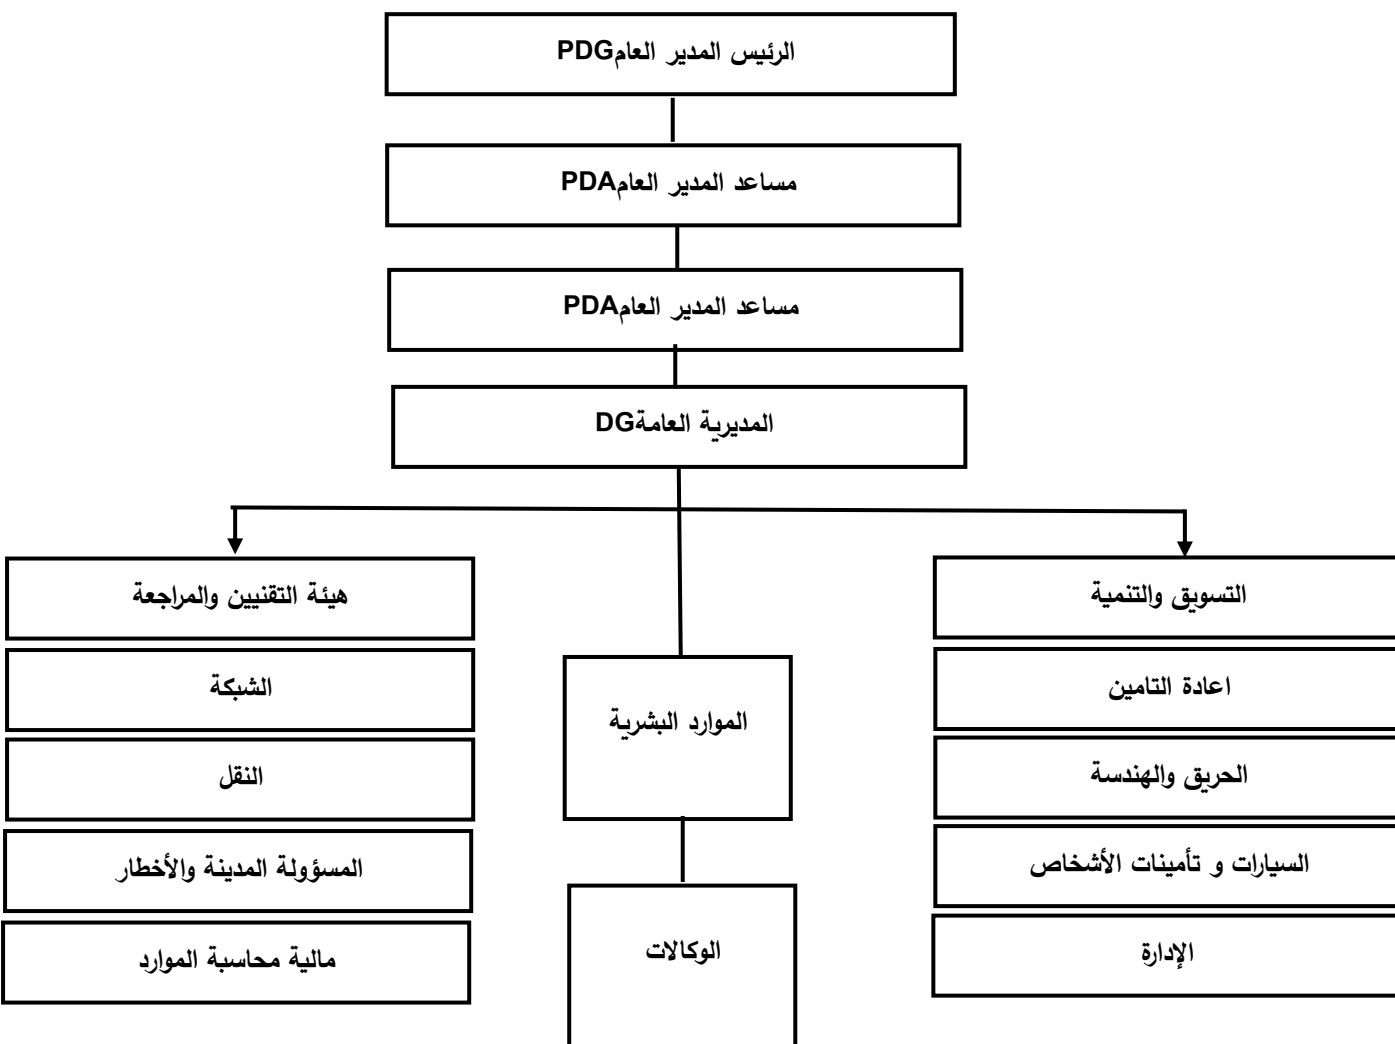 الرئيس المدير العامPDG
مساعد المدير العامPDA
مساعد المدير العامPDA
المديرية العامةDG
التسويق والتنمية
هيئة التقنيين والمراجعة
اعادة التامين
الشبكة
الموارد البشرية
الحريق والهندسة
النقل
السيارات و تأمينات الأشخاص
المسؤولة المدينة والأخطار
الوكالات
الإدارة
مالية محاسبة الموارد